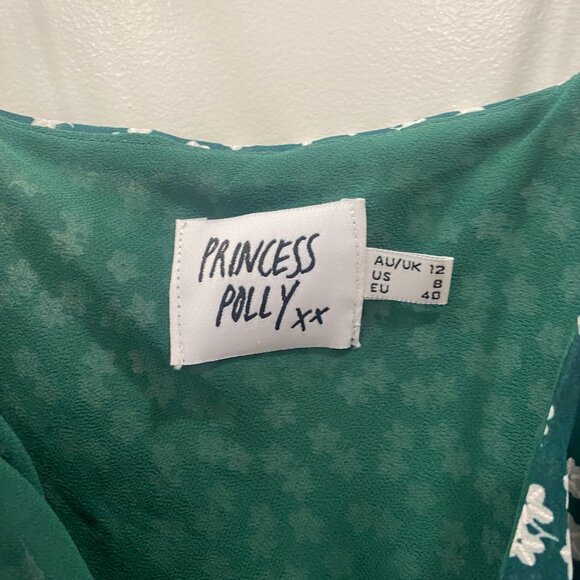 PRINCESS
POLLY xx
AU/UK 12
US 8
EU 40